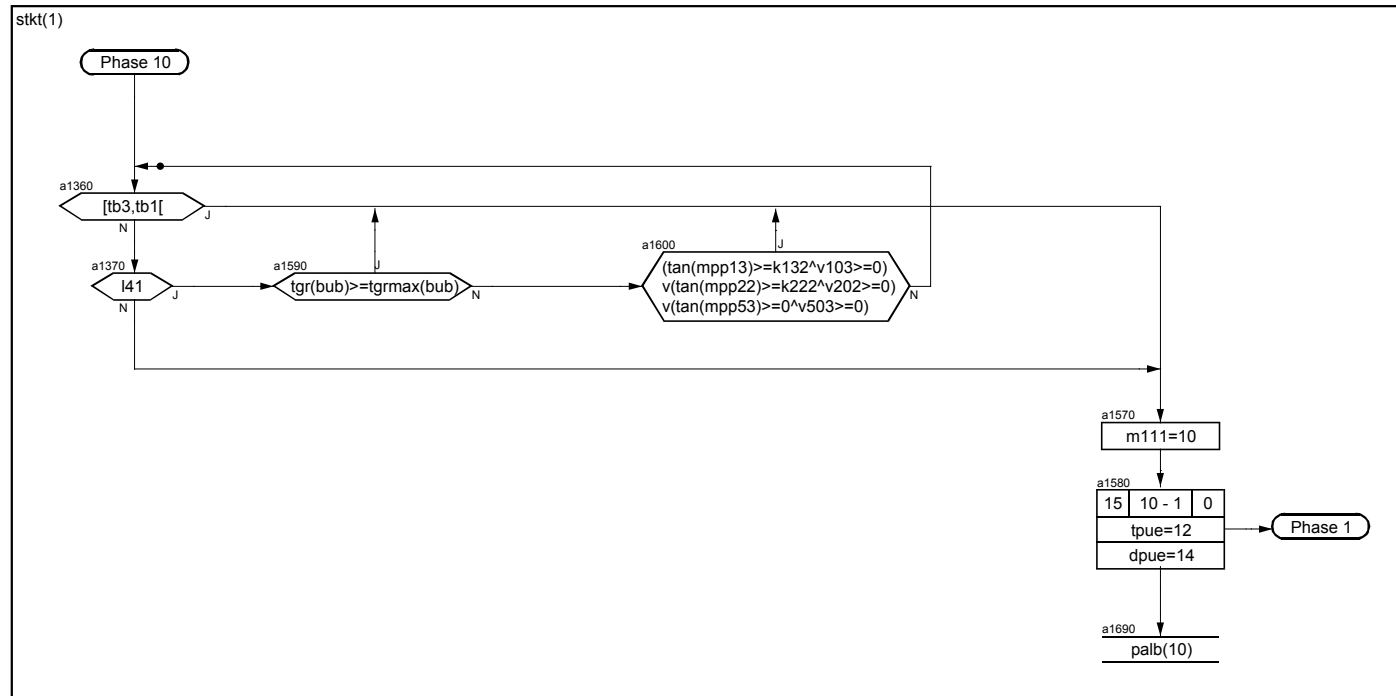 stkt(1)
Phase 10
a1360
[tb3,tb1[
J
N
a1370
l41
J
N
a1590
tgr(bub)>=tgrmax(bub)
J
N
a1600
J
(tan(mpp13)>=k132^v103>=0)
v(tan(mpp22)>=k222^v202>=0)
v(tan(mpp53)>=0^v503>=0)
N
a1570
m111=10
a1580
15 10 - 1 0
tpue=12
dpue=14
Phase 1
a1690
palb(10)